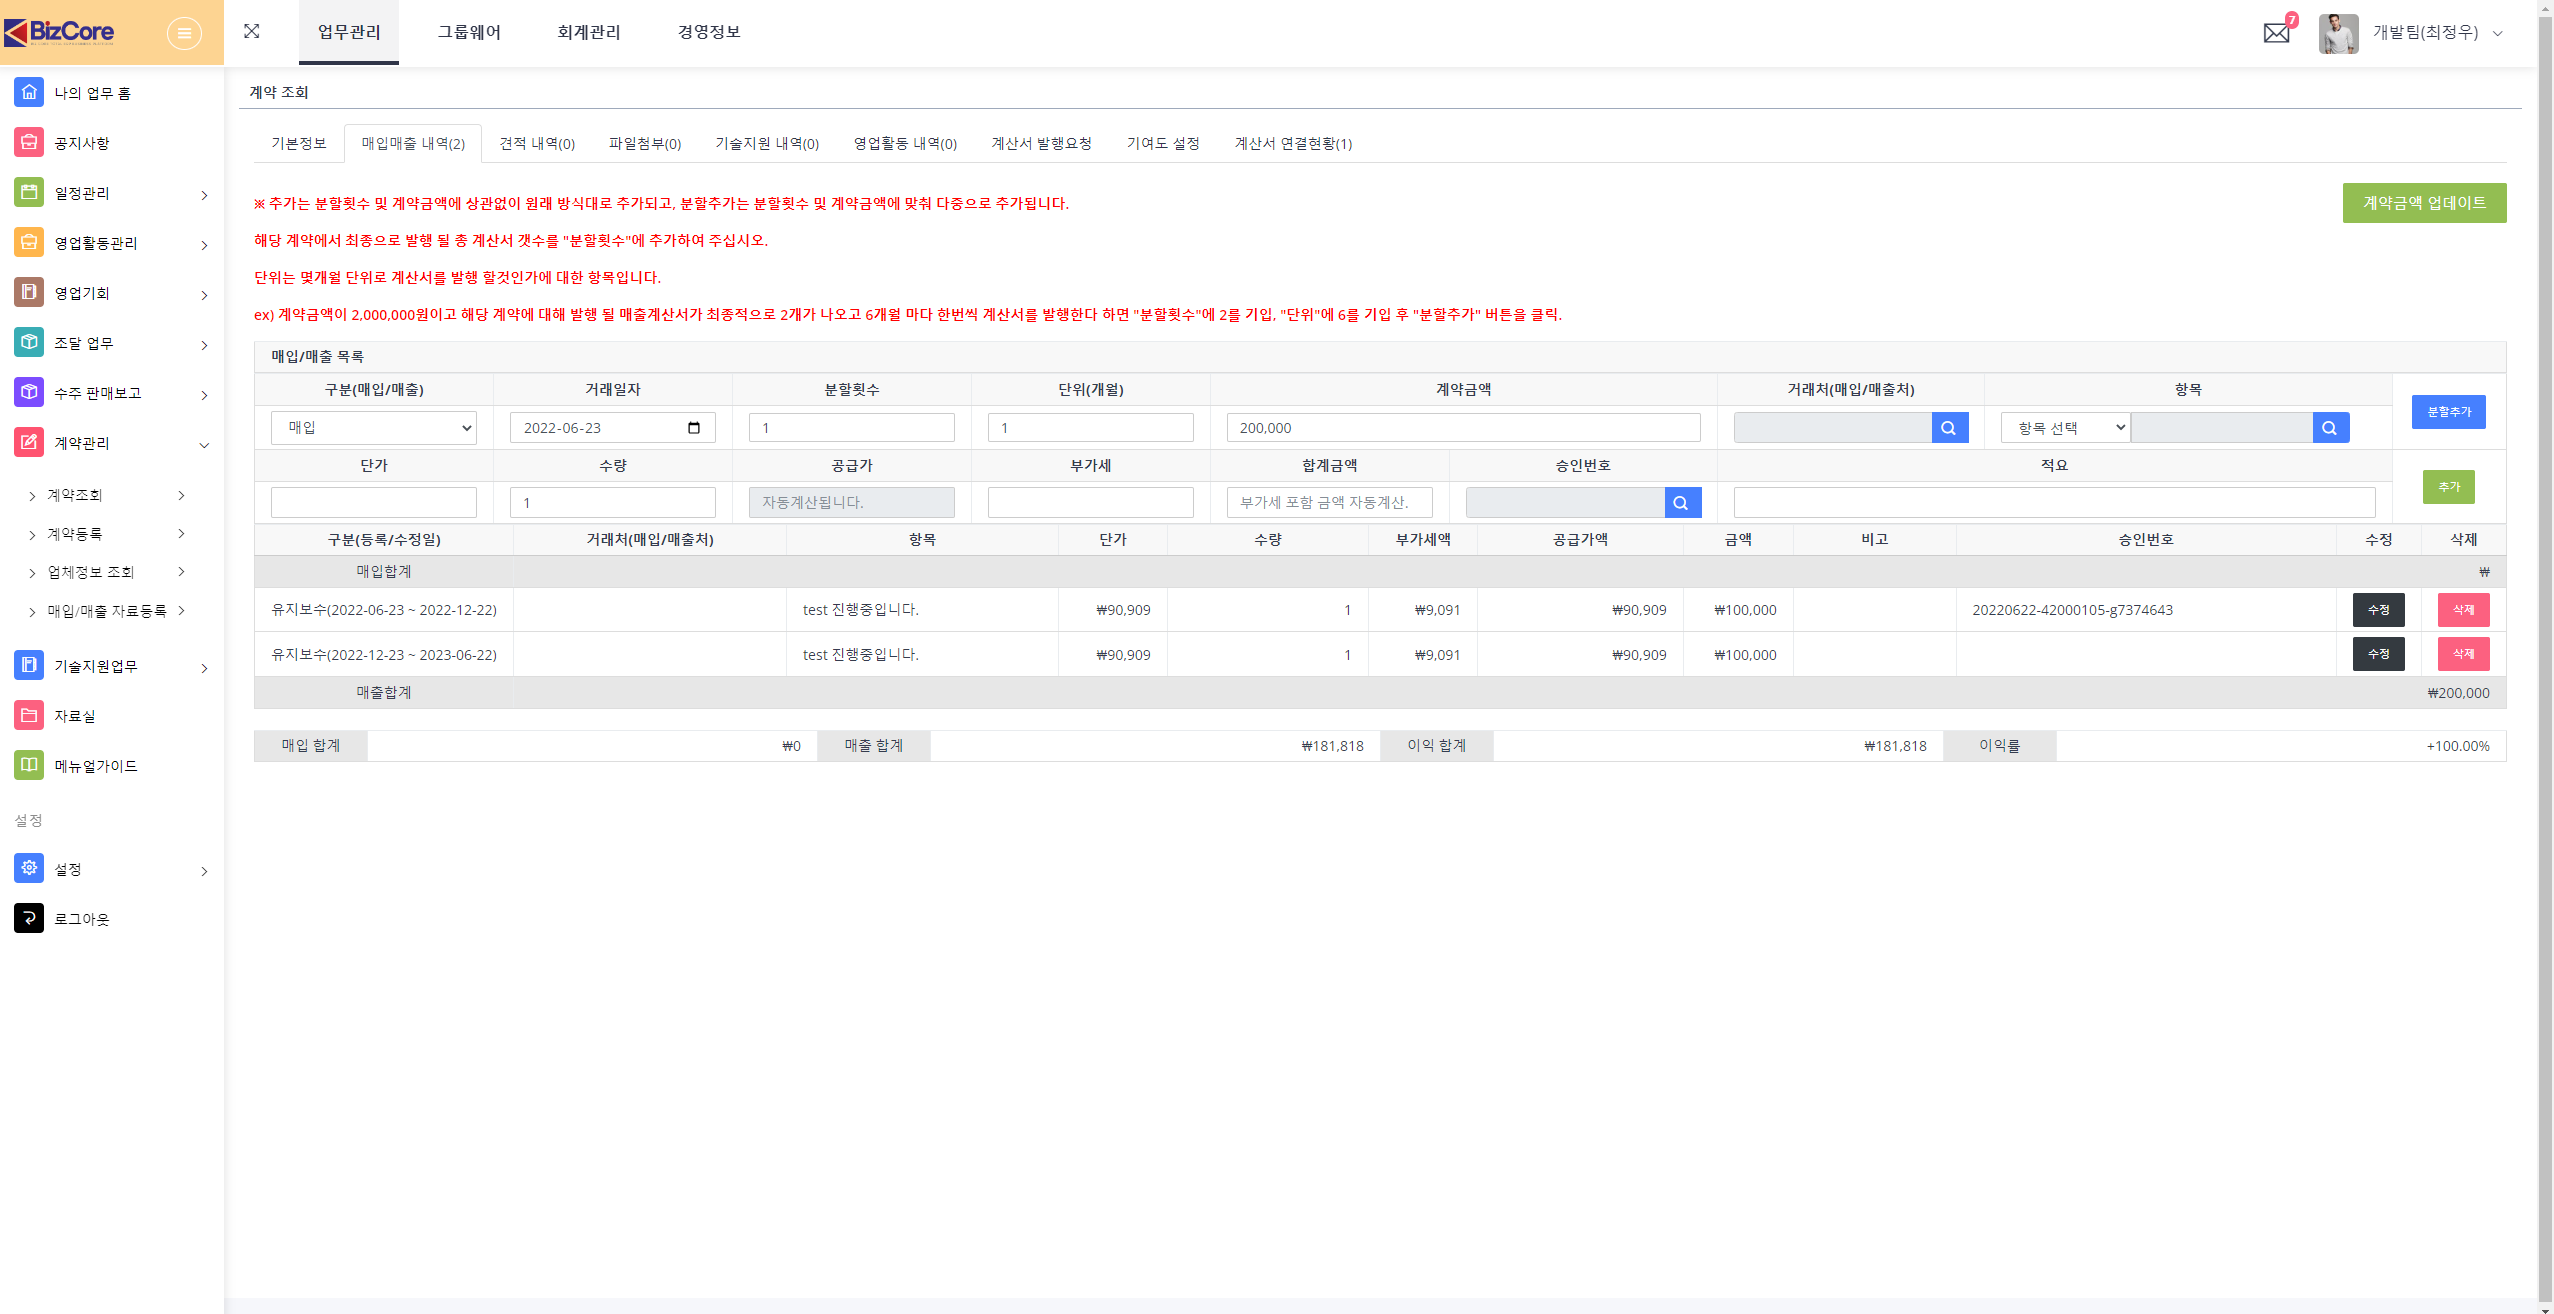 BizCore
업무관리
그룹웨어
회계관리
경영정보
7
개발팀(최정우)
나의 업무 홈
공지사항
일정관리
영업활동관리
영업기회
조달 업무
수주 판매보고
계약관리
계약조회
계약등록
업체정보 조회
매입/매출 자료등록
기술지원업무
자료실
메뉴얼가이드
설정
설정
로그아웃
계약 조회
기본정보 매입매출 내역(2) 견적 내역(0) 파일첨부(0) 기술지원 내역(0) 영업활동 내역(0) 계산서 발행요청 기여도 설정 계산서 연결현황(1)
※ 추가는 분할횟수 및 계약금액에 상관없이 원래 방식대로 추가되고, 분할추가는 분할횟수 및 계약금액에 맞춰 다중으로 추가됩니다.
계약금액 업데이트
해당 계약에서 최종으로 발행 될 총 계산서 갯수를 "분할횟수"에 추가하여 주십시오.
단위는 몇개월 단위로 계산서를 발행 할것인가에 대한 항목입니다.
ex) 계약금액이 2,000,000원이고 해당 계약에 대해 발행 될 매출계산서가 최종적으로 2개가 나오고 6개월 마다 한번씩 계산서를 발행한다 하면 "분할횟수"에 2를 기입, "단위"에 6를 기입 후 "분할추가" 버튼을 클릭.
매입/매출 목록
구분(매입/매출) 거래일자 분할횟수 단위(개월) 계약금액 거래처(매입/매출처) 항목
매입 2022-06-23 1 1 200,000 항목 선택 분할추가
단가 수량 공급가 부가세 합계금액 승인번호 적요
1 자동계산됩니다. 부가세 포함 금액 자동계산. 추가
구분(등록/수정일) 거래처(매입/매출처) 항목 단가 수량 부가세액 공급가액 금액 비고 승인번호 수정 삭제
매입합계 ₩
유지보수(2022-06-23 ~ 2022-12-22) test 진행중입니다. ₩90,909 1 ₩9,091 ₩90,909 ₩100,000 20220622-42000105-g7374643 수정 삭제
유지보수(2022-12-23 ~ 2023-06-22) test 진행중입니다. ₩90,909 1 ₩9,091 ₩90,909 ₩100,000 수정 삭제
매출합계 ₩200,000
매입 합계 ₩0 매출 합계 ₩181,818 이익 합계 ₩181,818 이익률 +100.00%